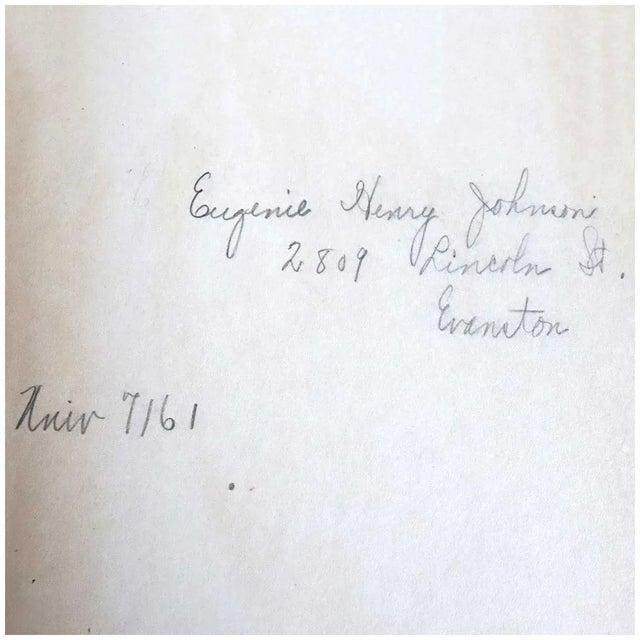 Eugenie Henry Johnson
2809 Lincoln St.
Evanston
Univ 7161